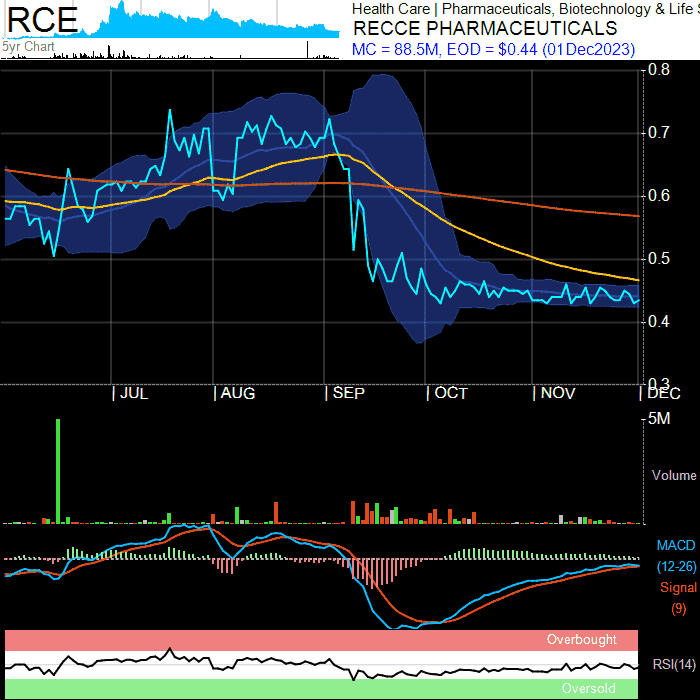 RCE
5yr Chart
Health Care | Pharmaceuticals, Biotechnology & Life S
RECCE PHARMACEUTICALS
MC = 88.5M, EOD = $0.44 (01Dec2023)
0.8
0.7
0.6
0.5
0.4
0.3
| JUL | AUG | SEP | OCT | NOV | DEC
5M
Volume
MACD
(12-26)
Signal
(9)
Overbought
RSI(14)
Oversold